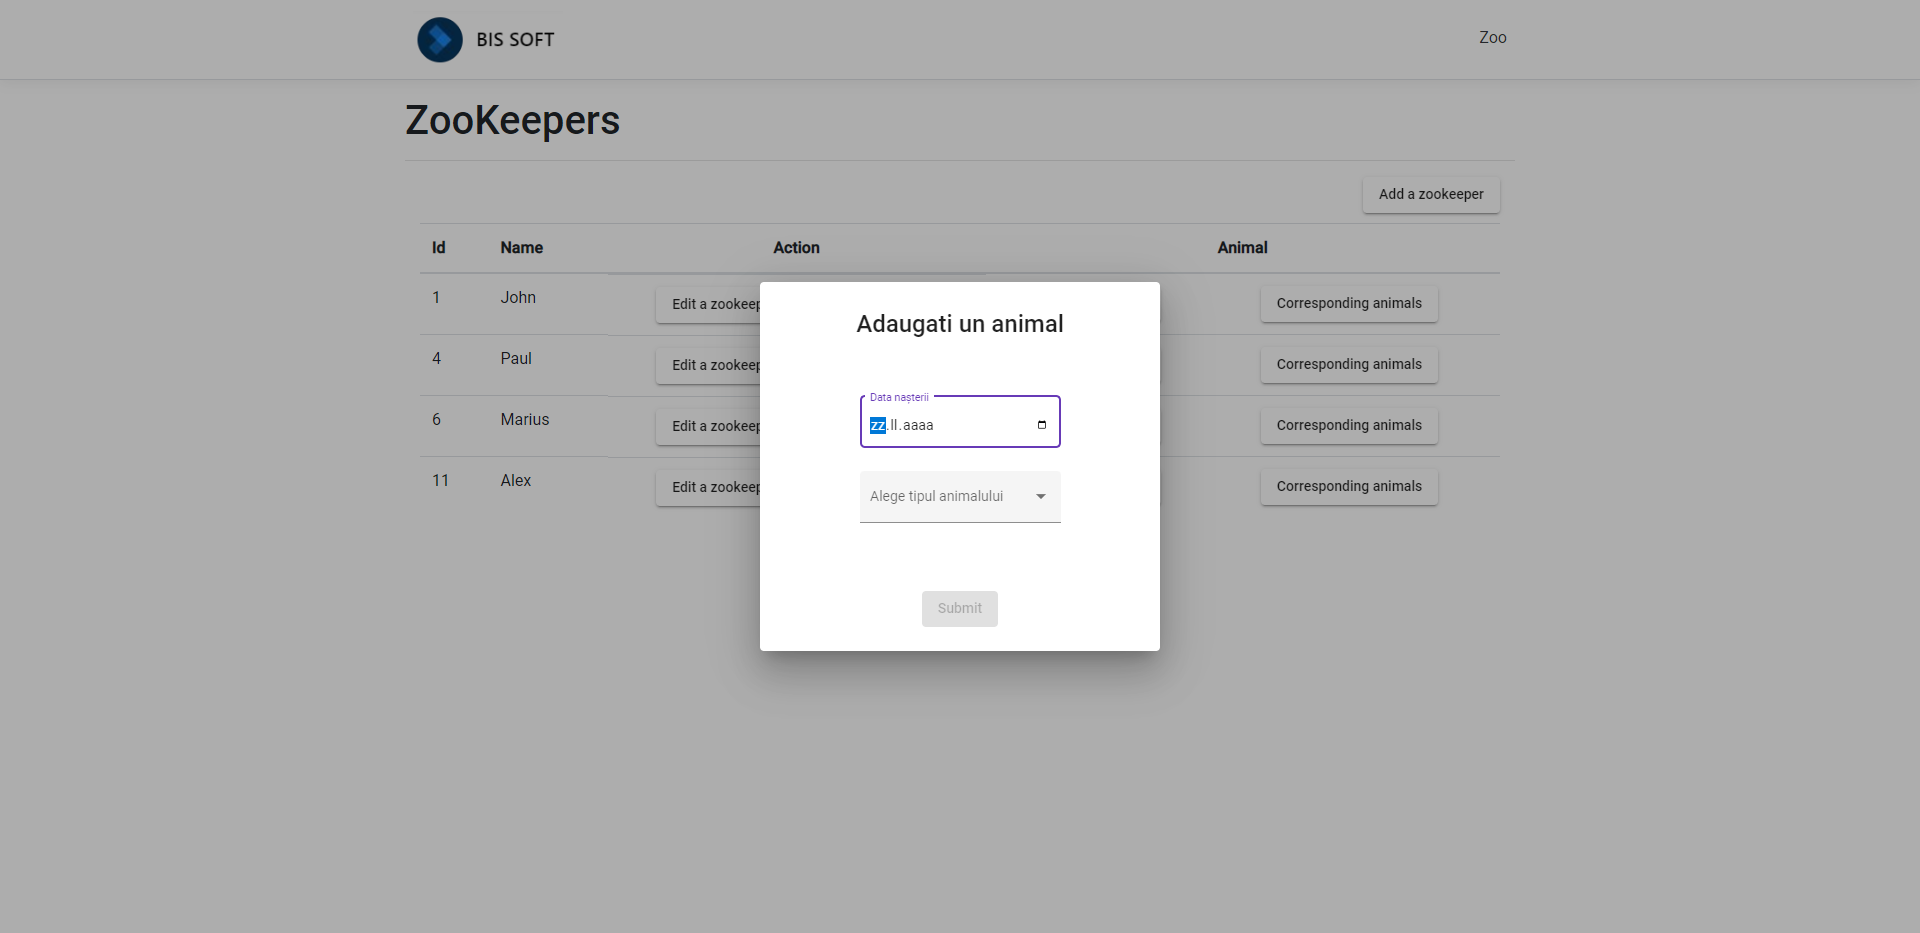 BIS SOFT
Zoo
ZooKeepers
Add a zookeeper
Id Name Action Animal
1 John Edit a zookeep Corresponding animals
4 Paul Edit a zookeep Corresponding animals
6 Marius Edit a zookeep Corresponding animals
11 Alex Edit a zookeep Corresponding animals
Adaugati un animal
Data nașterii
zz.ll.aaaa
Alege tipul animalului
Submit